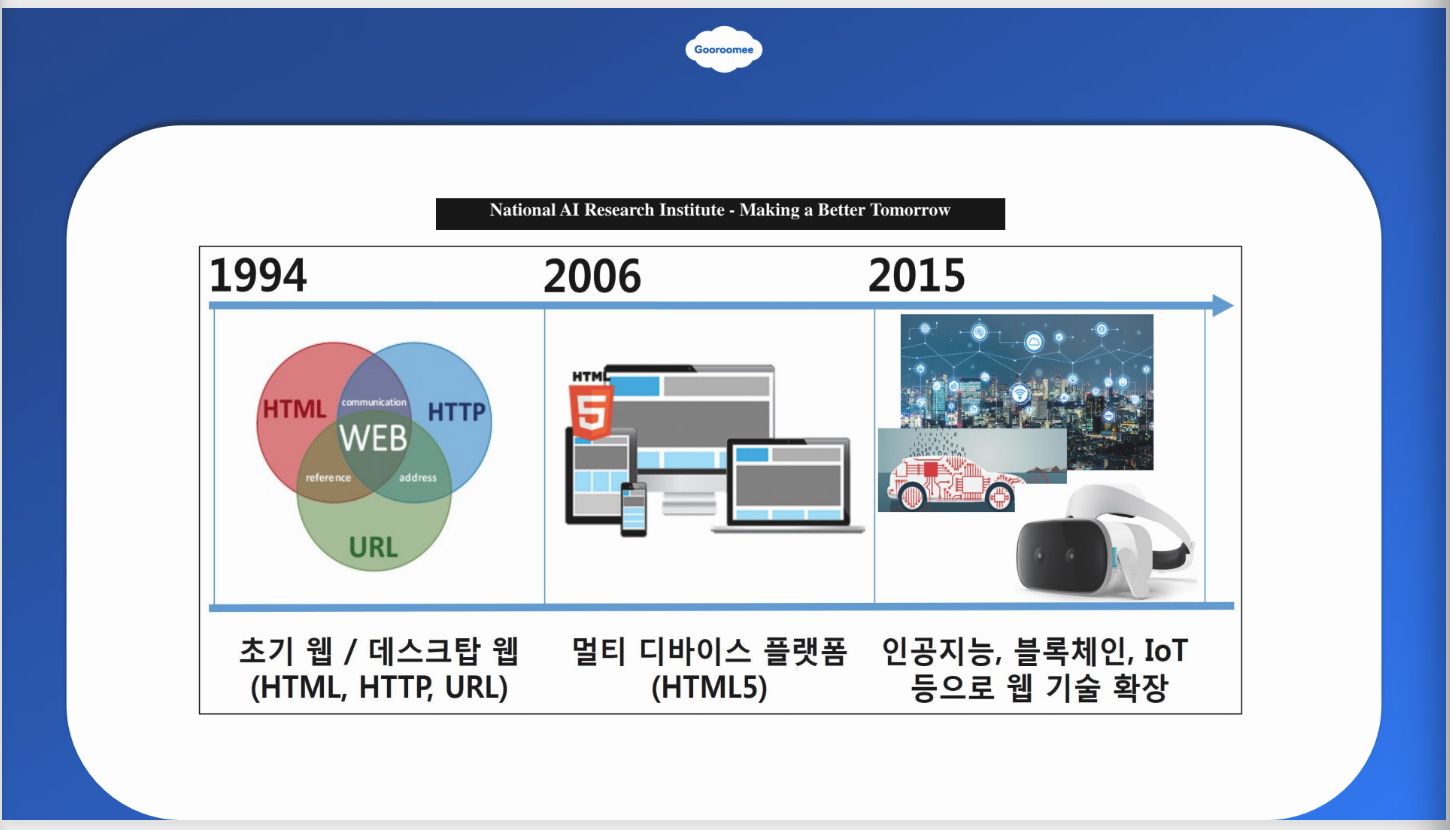 Gooroomee
National AI Research Institute - Making a Better Tomorrow
1994
2006
2015
HTML
communication
HTTP
WEB
reference
address
URL
HTML
5
초기 웹 / 데스크탑 웹
(HTML, HTTP, URL)
멀티 디바이스 플랫폼
(HTML5)
인공지능, 블록체인, IoT
등으로 웹 기술 확장